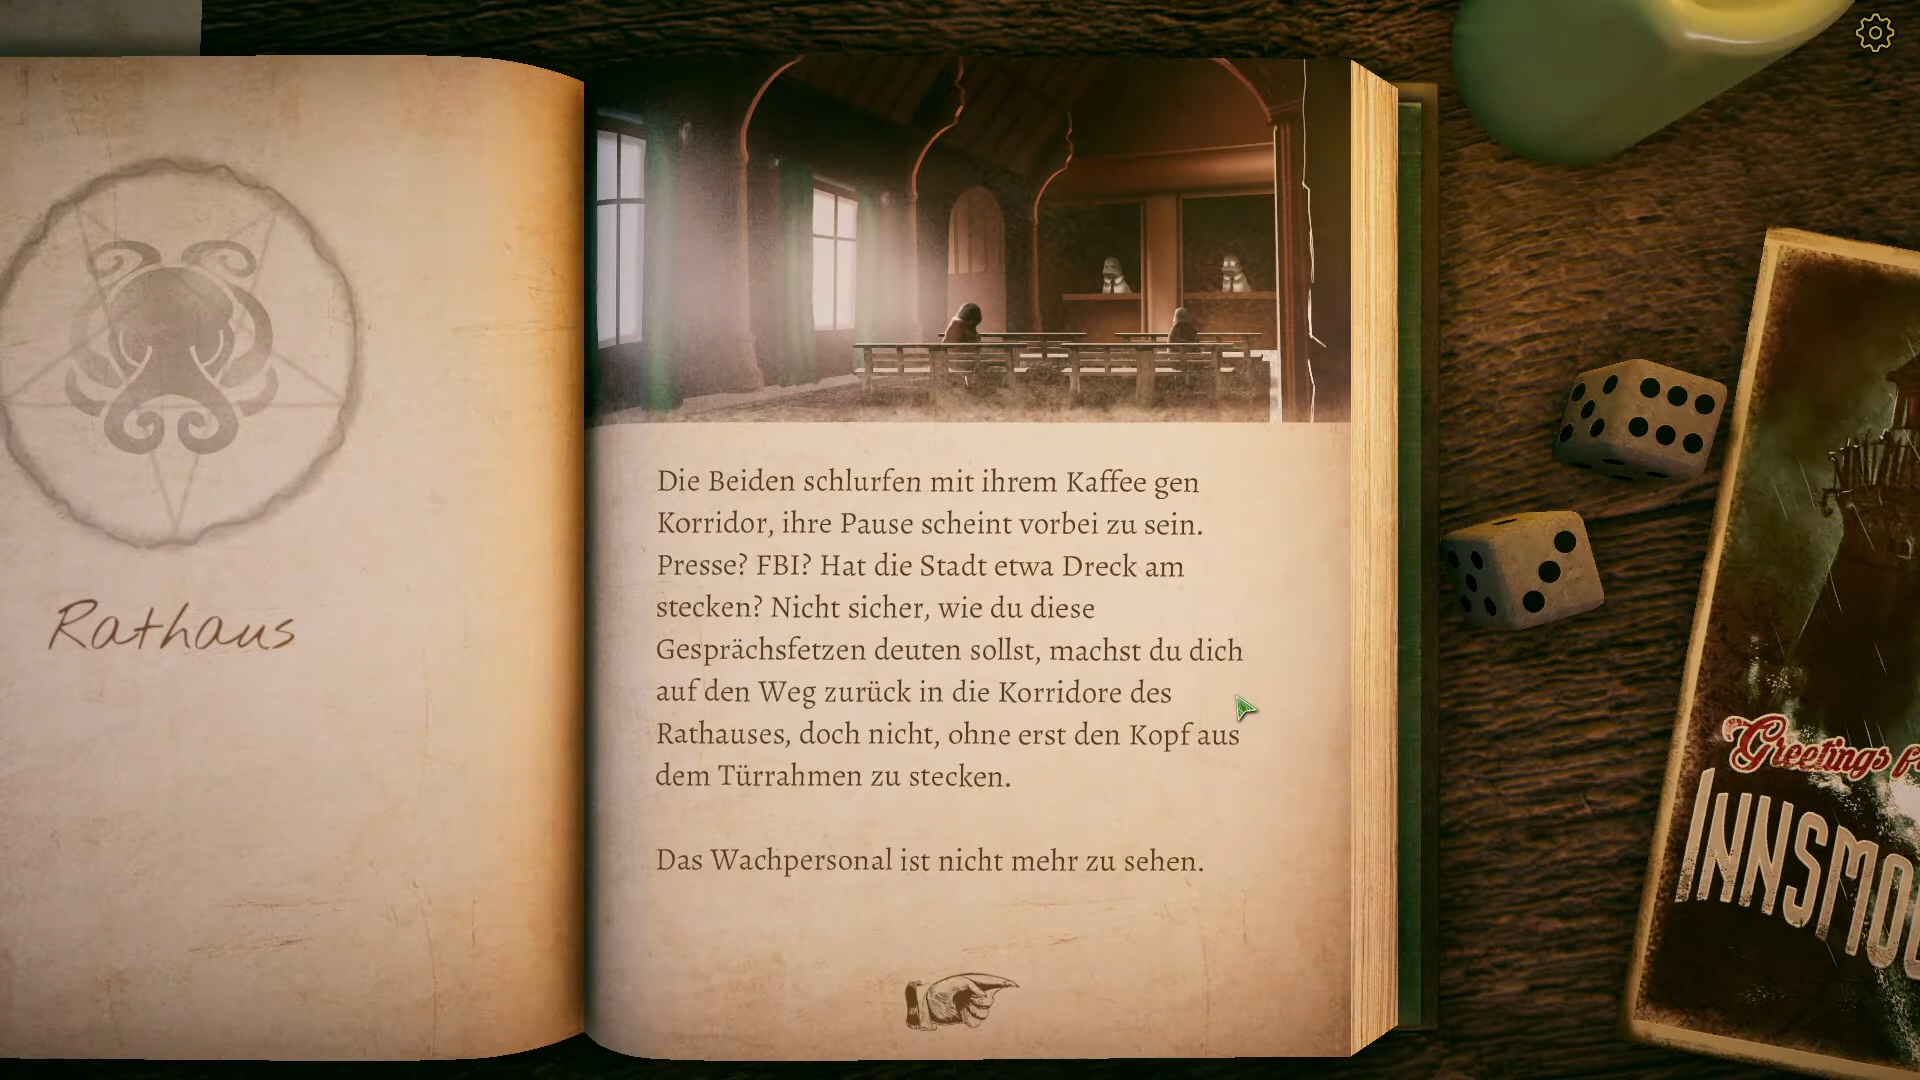 Rathaus
Die Beiden schlurfen mit ihrem Kaffee gen
Korridor, ihre Pause scheint vorbei zu sein.
Presse? FBI? Hat die Stadt etwa Dreck am
stecken? Nicht sicher, wie du diese
Gesprächsfetzen deuten sollst, machst du dich
auf den Weg zurück in die Korridore des
Rathauses, doch nicht, ohne erst den Kopf aus
dem Türrahmen zu stecken.
Das Wachpersonal ist nicht mehr zu sehen.
Greetings